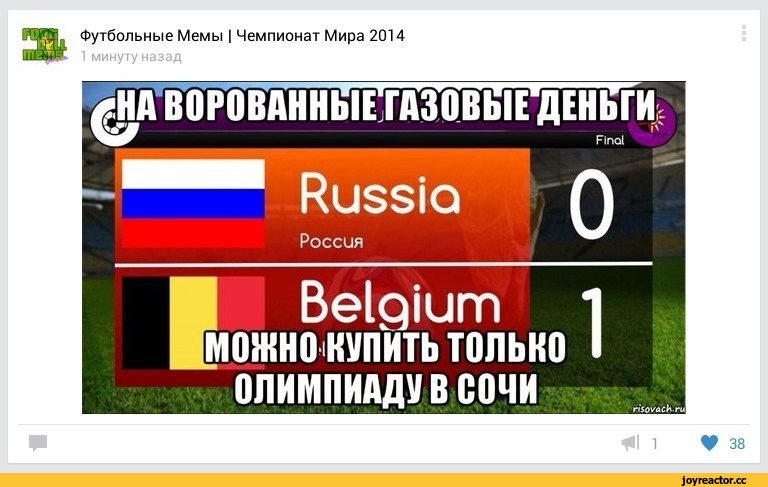 FOOT
BALL
memes
Футбольные Мемы | Чемпионат Мира 2014
1 минуту назад
НА ВОРОВАННЫЕ ГАЗОВЫЕ ДЕНЬГИ
Final
Russia
0
Россия
Belgium
1
МОЖНО КУПИТЬ ТОЛЬКО
ОЛИМПИАДУ В СОЧИ
risovach.ru
1
38
joyreactor.cc